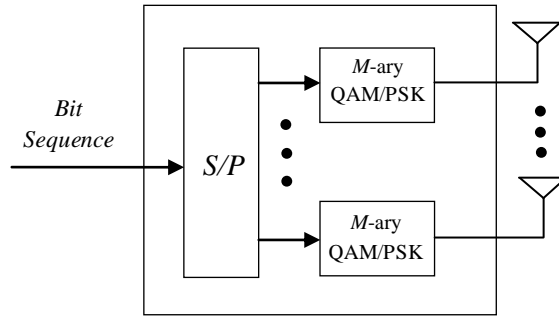 Bit
Sequence
S/P
M-ary
QAM/PSK
M-ary
QAM/PSK